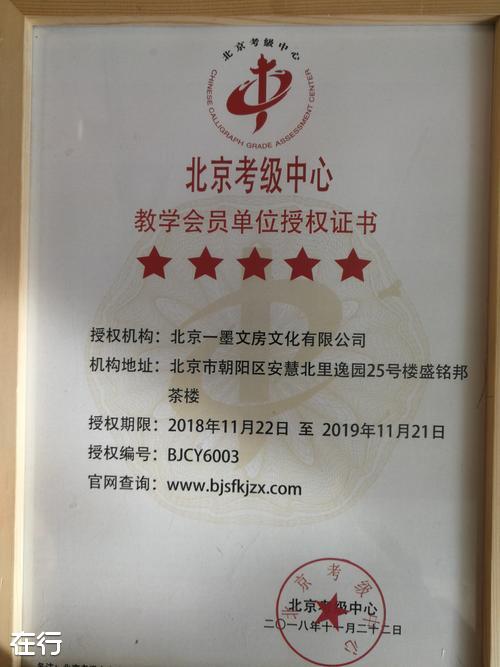 北京考級中心
CHINESE CALLIGRAPH GRADE ASSESSMENT CENTER
北京考级中心
教学会员单位授权证书
授权机构：北京一墨文房文化有限公司
机构地址：北京市朝阳区安慧北里逸园25号楼盛铭邦
茶楼
授权期限：2018年11月22日 至 2019年11月21日
授权编号：BJCY6003
官网查询：www.bjsfkjzx.com
北京考级中心
北京考级中心
二〇一八年十一月二十二日
在行